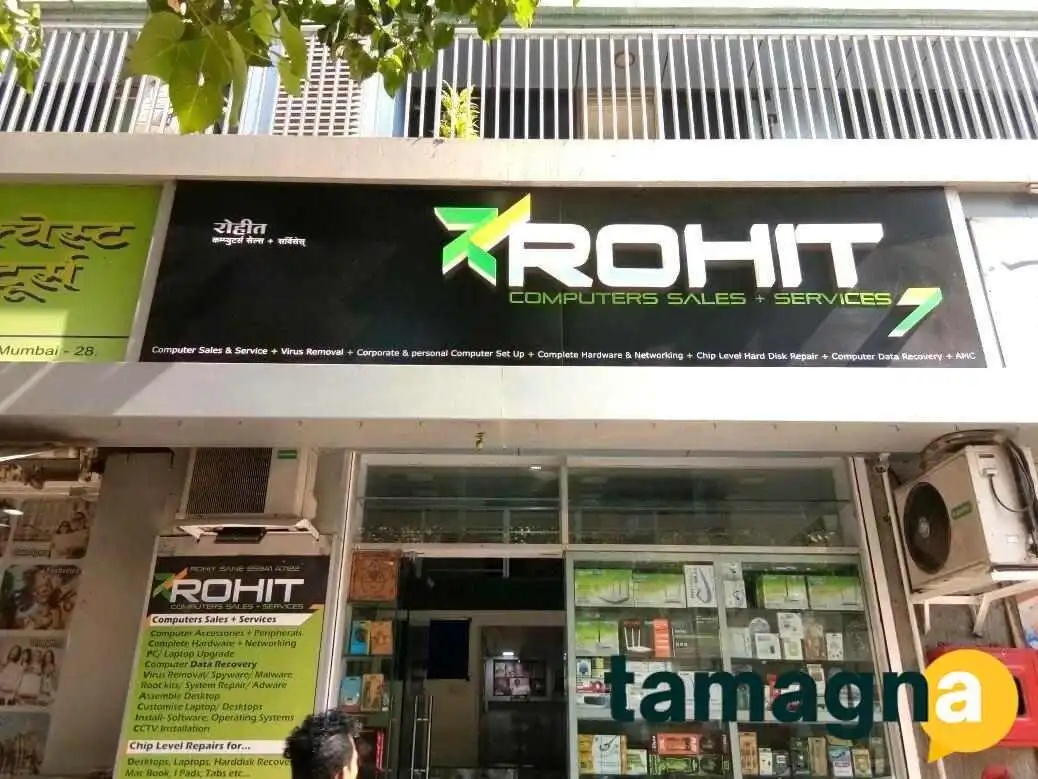 रोहीत
कम्प्युटर्स सेल्स + सर्विसेस्
ROHIT
COMPUTERS SALES + SERVICES
Computer Sales & Service + Virus Removal + Corporate & personal Computer Set Up + Complete Hardware & Networking + Chip Level Hard Disk Repair + Computer Data Recovery + AMC
Mumbai - 28.
ROHIT
COMPUTERS SALES + SERVICES
Computers Sales + Services
Computer Accessories + Peripherals
Complete Hardware + Networking
PC/ Laptop Upgrade
Computer Data Recovery
Virus Removal/ Spyware/ Malware
Root kits/ System Repair/ Adware
Assemble Desktop
Customise Laptop/ Desktops
Install- Software, Operating Systems
CCTV Installation
Chip Level Repairs for...
Desktops, Laptops, Harddisk
Mac Book, I Pads, Tabs etc...
tamagna